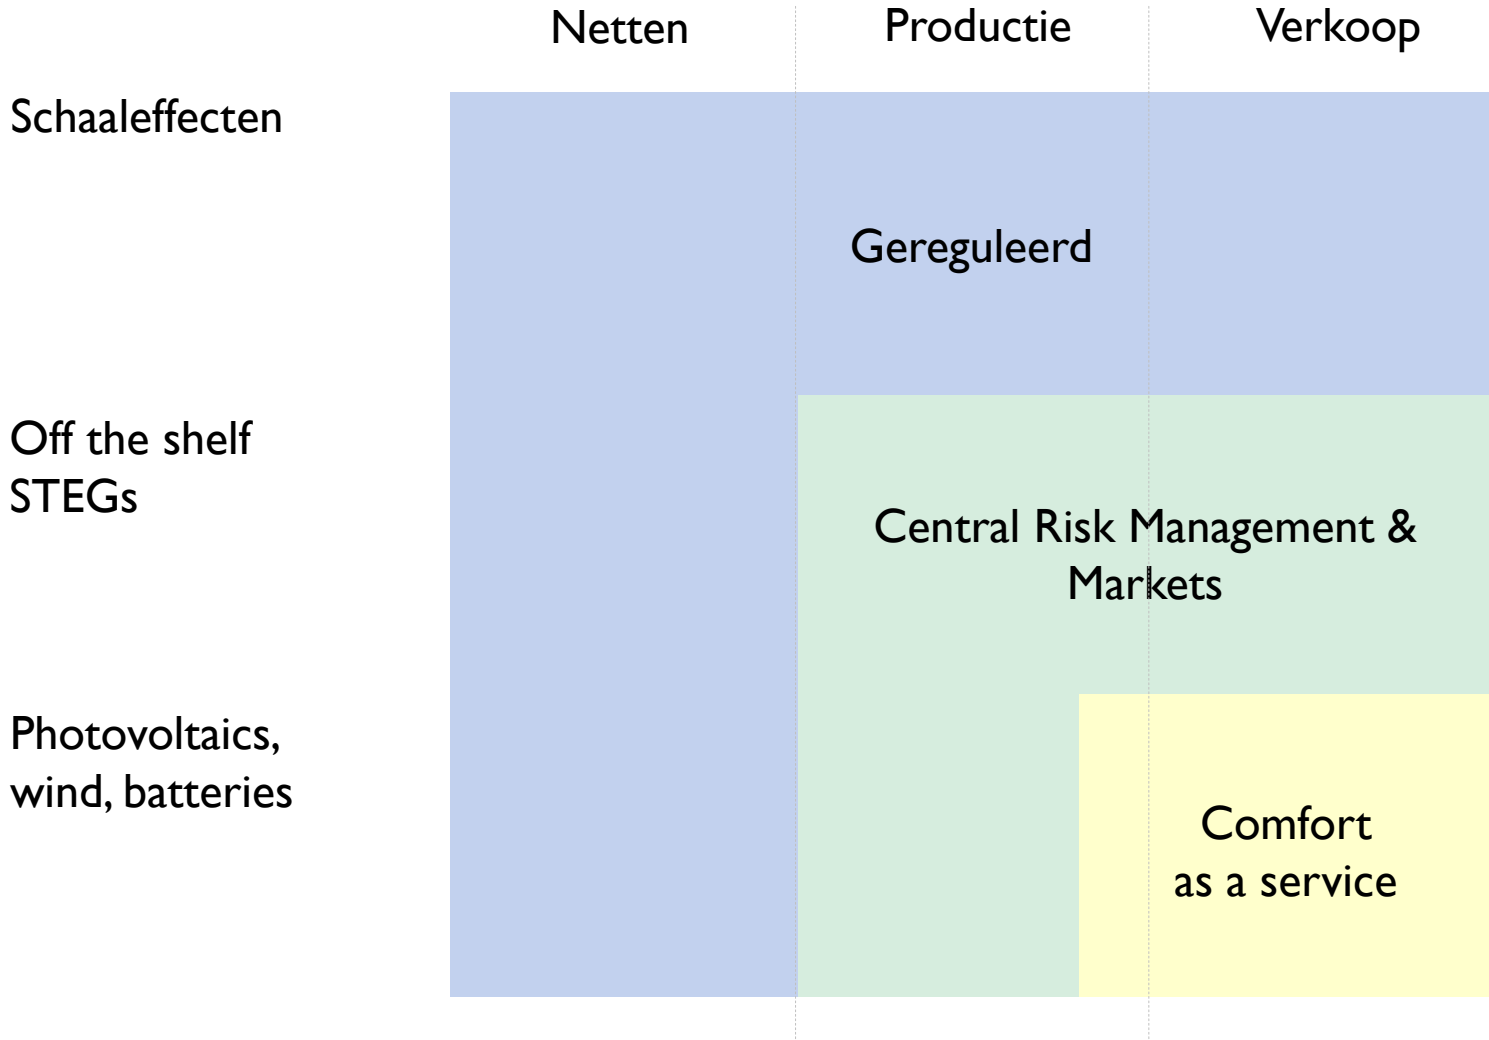 Netten
Productie
Verkoop
Schaaleffecten
Gereguleerd
Off the shelf
STEGs
Central Risk Management &
Markets
Photovoltaics,
wind, batteries
Comfort
as a service